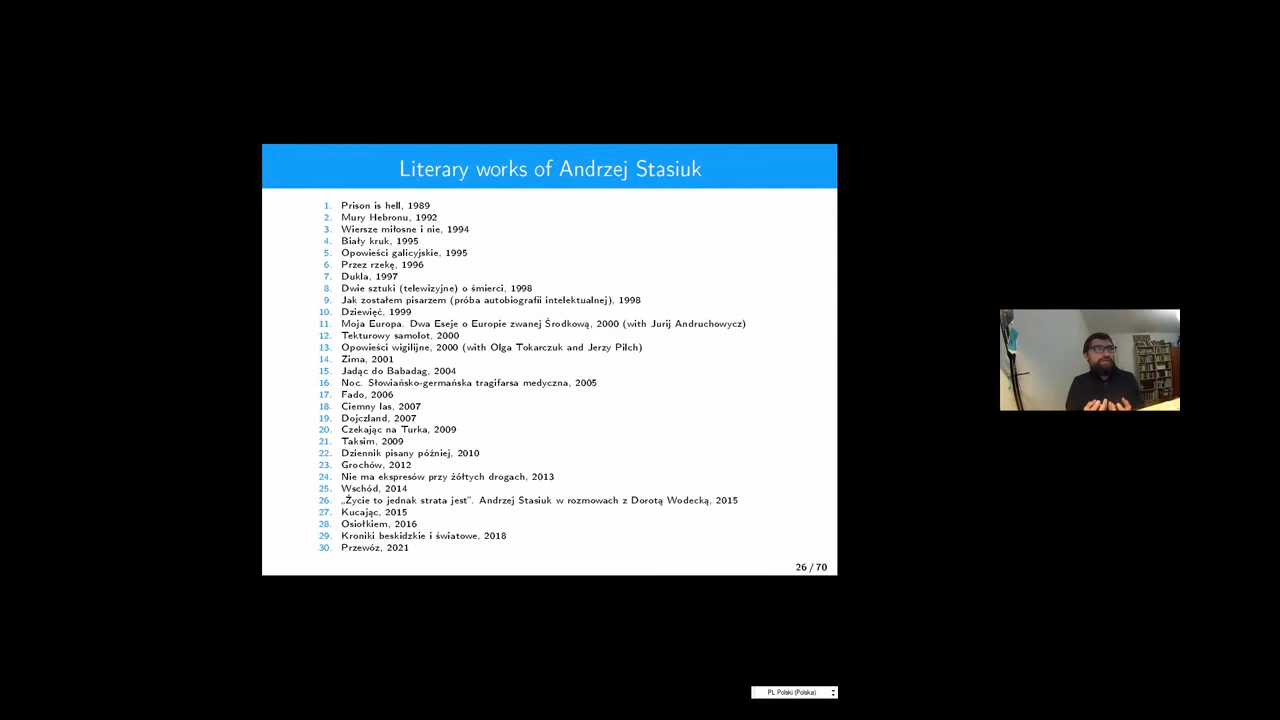 Literary works of Andrzej Stasiuk
1. Prison is hell, 1989
2. Mury Hebronu, 1992
3. Wiersze miłosne i nie, 1994
4. Biały kruk, 1995
5. Opowieści galicyjskie, 1995
6. Przez rzekę, 1996
7. Dukla, 1997
8. Dwie sztuki (telewizyjne) o śmierci, 1998
9. Jak zostałem pisarzem (próba autobiografii intelektualnej), 1998
10. Dziewięć, 1999
11. Moja Europa. Dwa Eseje o Europie zwanej Środkową, 2000 (with Jurij Andruchowycz)
12. Tekturowy samolot, 2000
13. Opowieści wigilijne, 2000 (with Olga Tokarczuk and Jerzy Pilch)
14. Zima, 2001
15. Jadąc do Babadag, 2004
16. Noc. Słowiańsko-germańska tragifarsa medyczna, 2005
17. Fado, 2006
18. Ciemny las, 2007
19. Dojczland, 2007
20. Czekając na Turka, 2009
21. Taksim, 2009
22. Dziennik pisany później, 2010
23. Grochów, 2012
24. Nie ma ekspresów przy żółtych drogach, 2013
25. Wschód, 2014
26. „Życie to jednak strata jest”. Andrzej Stasiuk w rozmowach z Dorotą Wodecką, 2015
27. Kucając, 2015
28. Osiołkiem, 2016
29. Kroniki beskidzkie i światowe, 2018
30. Przewóz, 2021
26 / 70
PL Polski (Polska)